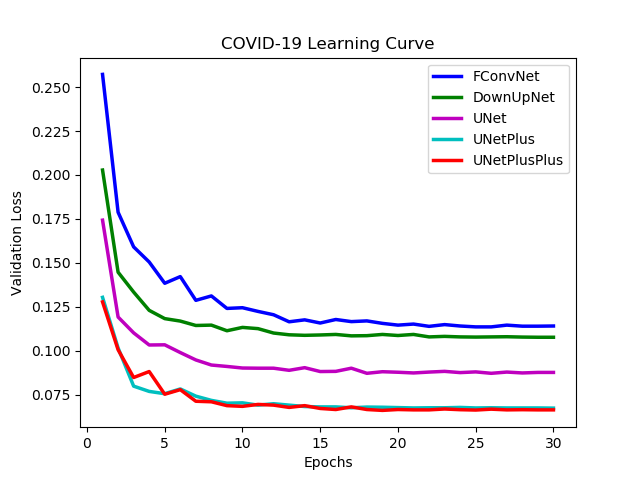 COVID-19 Learning Curve
FConvNet
DownUpNet
UNet
UNetPlus
UNetPlusPlus
Validation Loss
0.250
0.225
0.200
0.175
0.150
0.125
0.100
0.075
0 5 10 15 20 25 30
Epochs